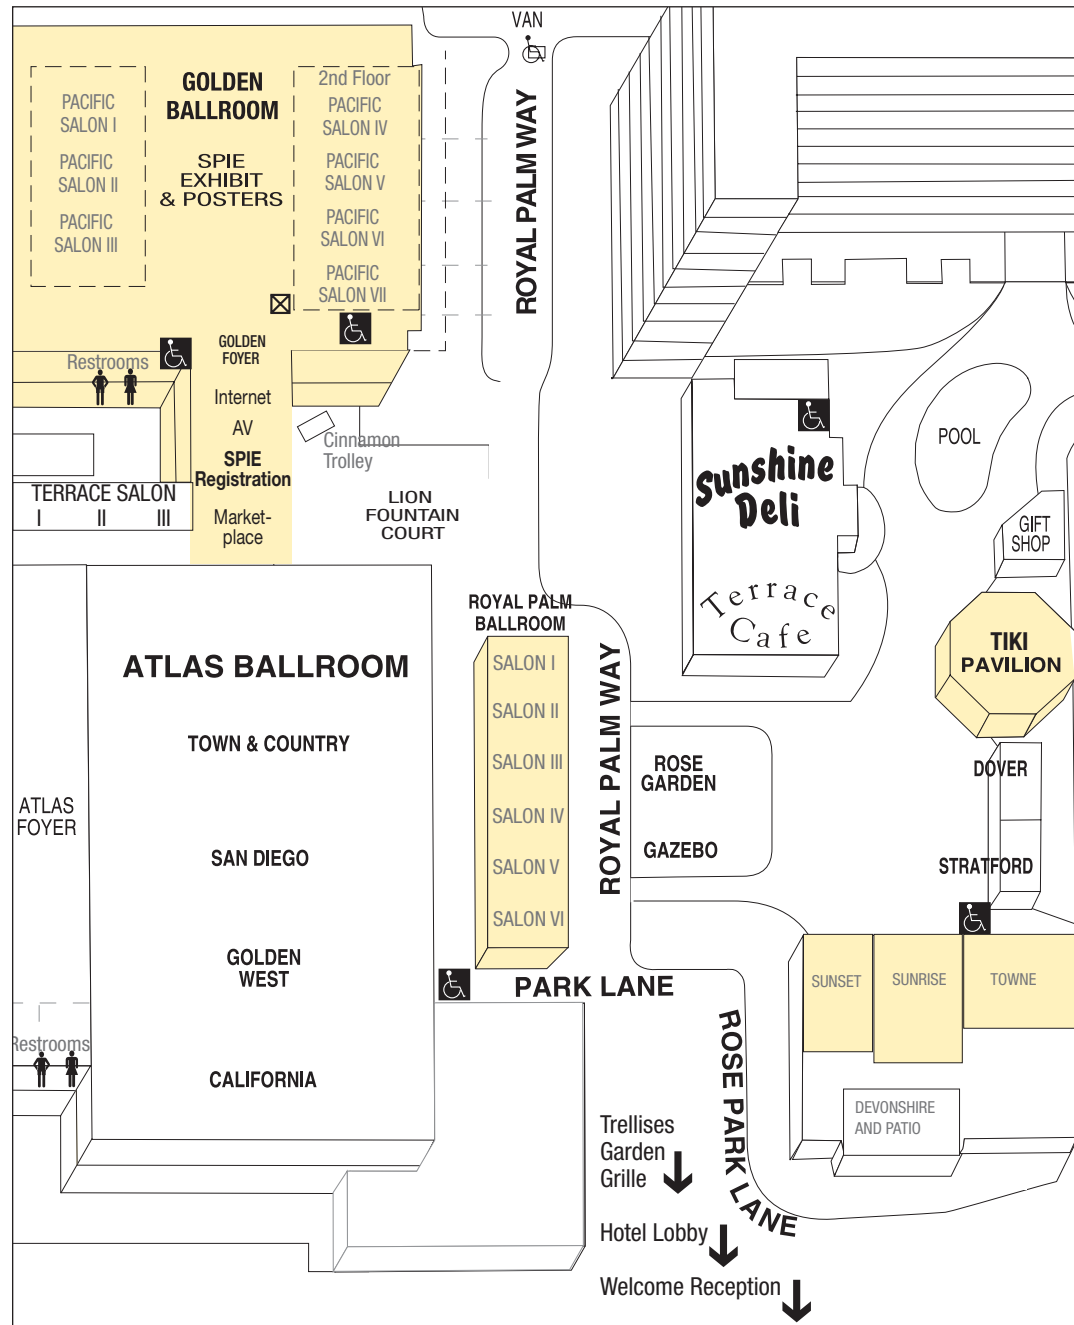 VAN
GOLDEN
BALLROOM
SPIE
EXHIBIT
& POSTERS
PACIFIC
SALON I
PACIFIC
SALON II
PACIFIC
SALON III
2nd Floor
PACIFIC
SALON IV
PACIFIC
SALON V
PACIFIC
SALON VI
PACIFIC
SALON VII
ROYAL PALM WAY
GOLDEN
FOYER
Restrooms
Internet
AV
SPIE
Registration
Market-
place
Cinnamon
Trolley
TERRACE SALON
I II III
LION
FOUNTAIN
COURT
Sunshine
Deli
Terrace
Cafe
POOL
GIFT
SHOP
TIKI
PAVILION
ROYAL PALM
BALLROOM
SALON I
SALON II
SALON III
SALON IV
SALON V
SALON VI
ROYAL PALM WAY
ATLAS BALLROOM
TOWN & COUNTRY
SAN DIEGO
GOLDEN
WEST
CALIFORNIA
ATLAS
FOYER
Restrooms
ROSE
GARDEN
GAZEBO
DOVER
STRATFORD
SUNSET
SUNRISE
TOWNE
DEVONSHIRE
AND PATIO
PARK LANE
ROSE PARK LANE
Trellises
Garden
Grille
Hotel Lobby
Welcome Reception